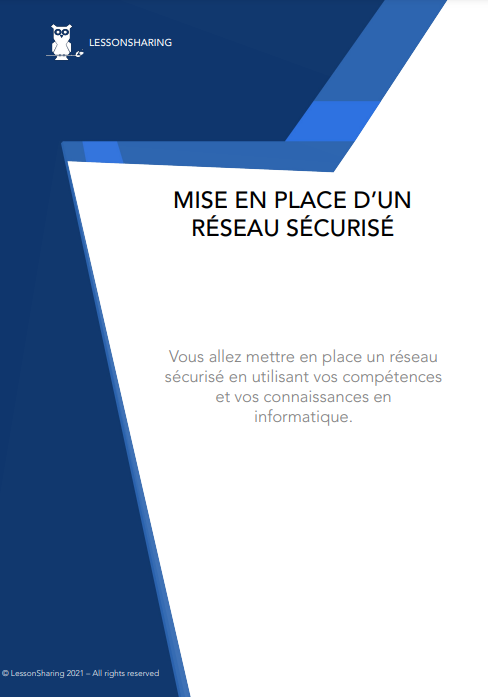 LESSONSHARING
MISE EN PLACE D’UN
RÉSEAU SÉCURISÉ
Vous allez mettre en place un réseau
sécurisé en utilisant vos compétences
et vos connaissances en
informatique.
© LessonSharing 2021 – All rights reserved